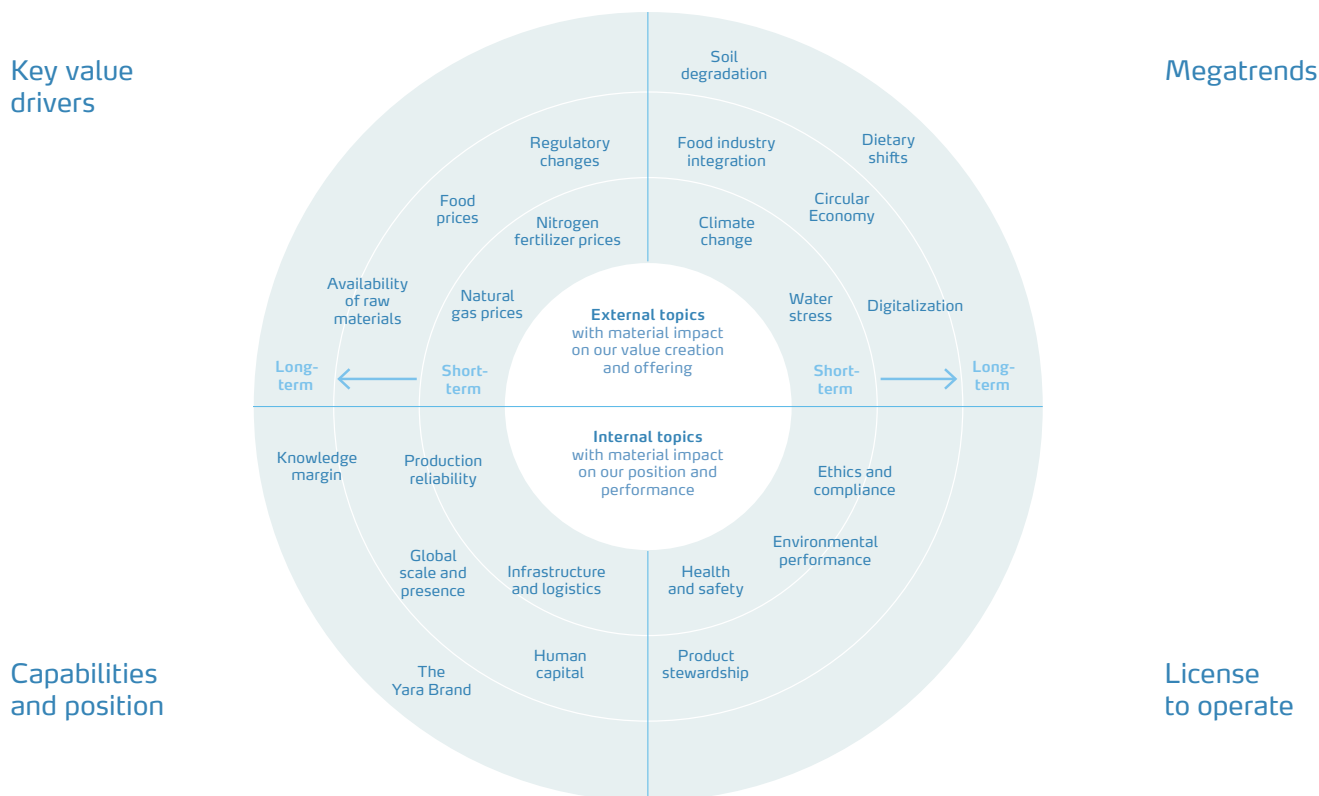 Key value
drivers
Megatrends
Soil
degradation
Regulatory
changes
Food industry
integration
Dietary
shifts
Food
prices
Circular
Economy
Nitrogen
fertilizer prices
Climate
change
Availability
of raw
materials
Natural
gas prices
Water
stress
Digitalization
External topics
with material impact
on our value creation
and offering
Long-
term
Short-
term
Short-
term
Long-
term
Internal topics
with material impact
on our position and
performance
Knowledge
margin
Production
reliability
Ethics and
compliance
Environmental
performance
Global
scale and
presence
Infrastructure
and logistics
Health
and safety
The
Yara Brand
Human
capital
Product
stewardship
Capabilities
and position
License
to operate